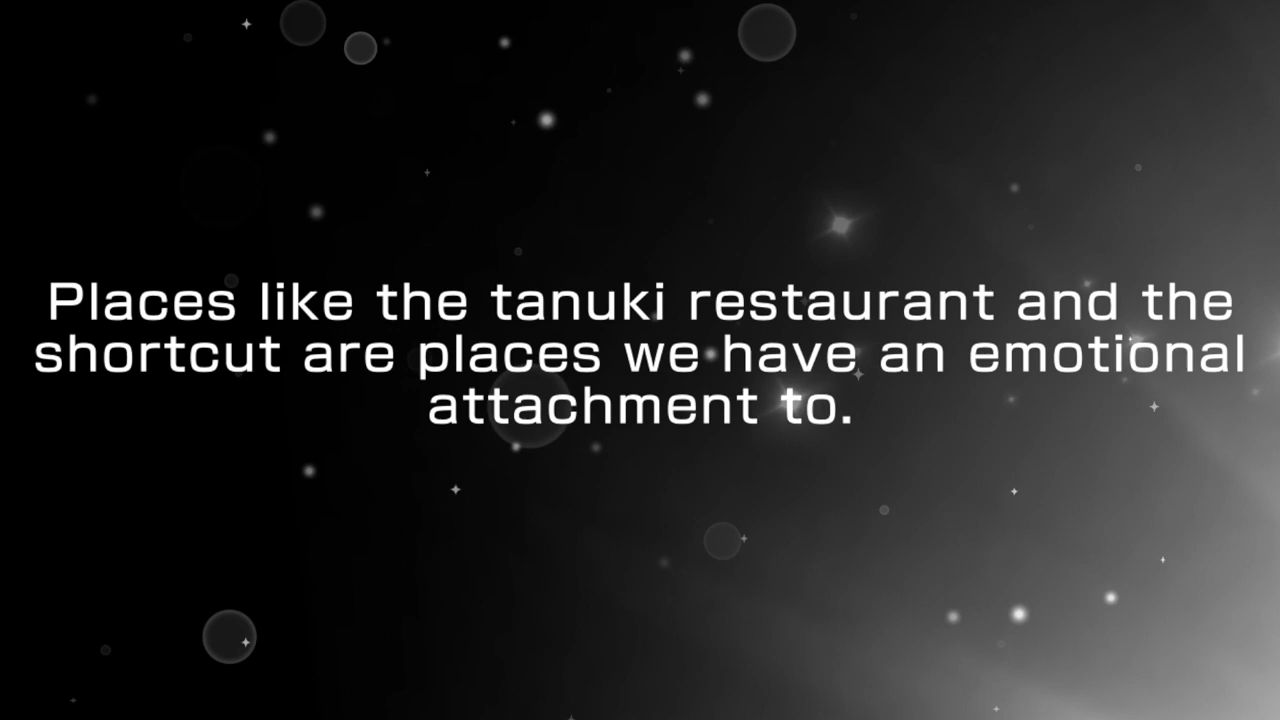 Places like the tanuki restaurant and the
shortcut are places we have an emotional
attachment to.